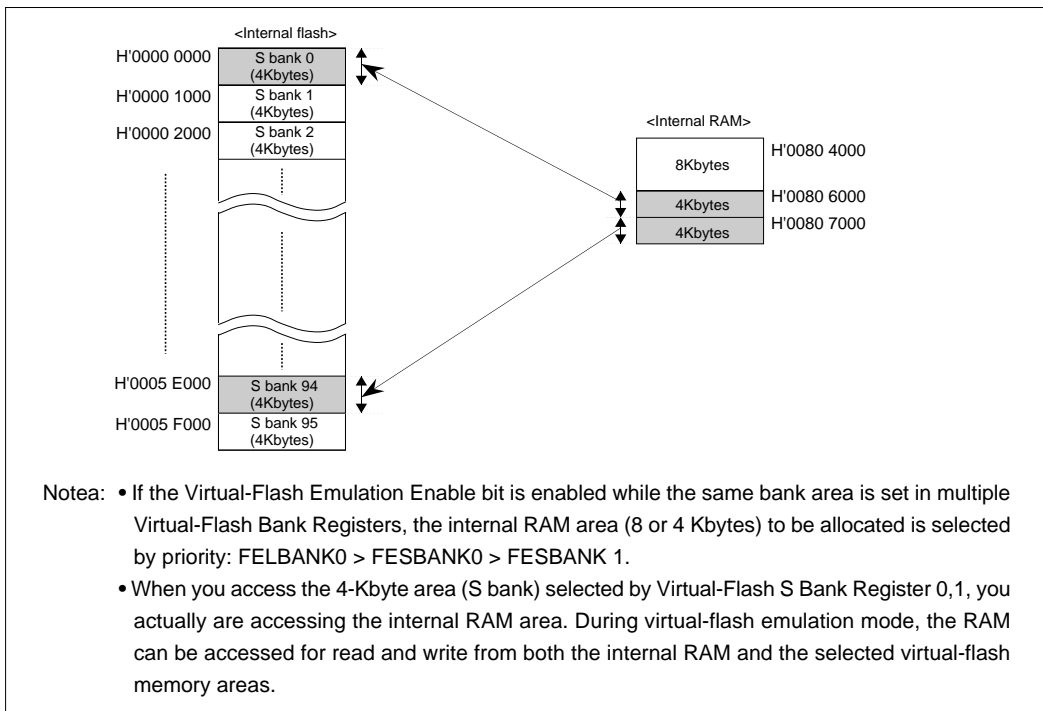 <Internal flash>
H'0000 0000
S bank 0
(4Kbytes)
H'0000 1000
S bank 1
(4Kbytes)
H'0000 2000
S bank 2
(4Kbytes)
<Internal RAM>
8Kbytes
H'0080 4000
4Kbytes
H'0080 6000
4Kbytes
H'0080 7000
H'0005 E000
S bank 94
(4Kbytes)
H'0005 F000
S bank 95
(4Kbytes)
Notea: • If the Virtual-Flash Emulation Enable bit is enabled while the same bank area is set in multiple
Virtual-Flash Bank Registers, the internal RAM area (8 or 4 Kbytes) to be allocated is selected
by priority: FELBANK0 > FESBANK0 > FESBANK 1.
• When you access the 4-Kbyte area (S bank) selected by Virtual-Flash S Bank Register 0,1, you
actually are accessing the internal RAM area. During virtual-flash emulation mode, the RAM
can be accessed for read and write from both the internal RAM and the selected virtual-flash
memory areas.